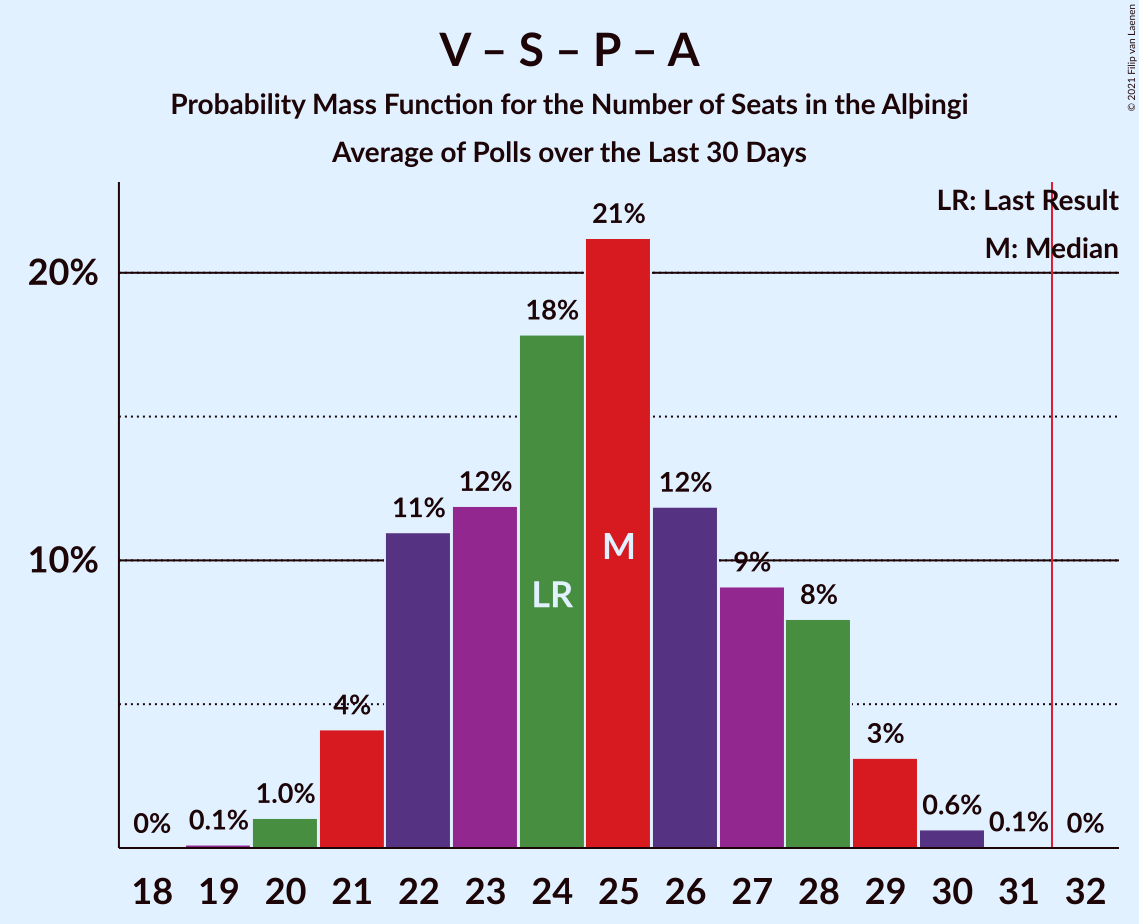 V – S – P – A
Probability Mass Function for the Number of Seats in the Alþingi
Average of Polls over the Last 30 Days
© 2021 Filip van Laenen
LR: Last Result
M: Median
20%
10%
0%
0.1%
1.0%
4%
11%
12%
18%
21%
12%
9%
8%
3%
0.6%
0.1%
0%
LR
M
18 19 20 21 22 23 24 25 26 27 28 29 30 31 32